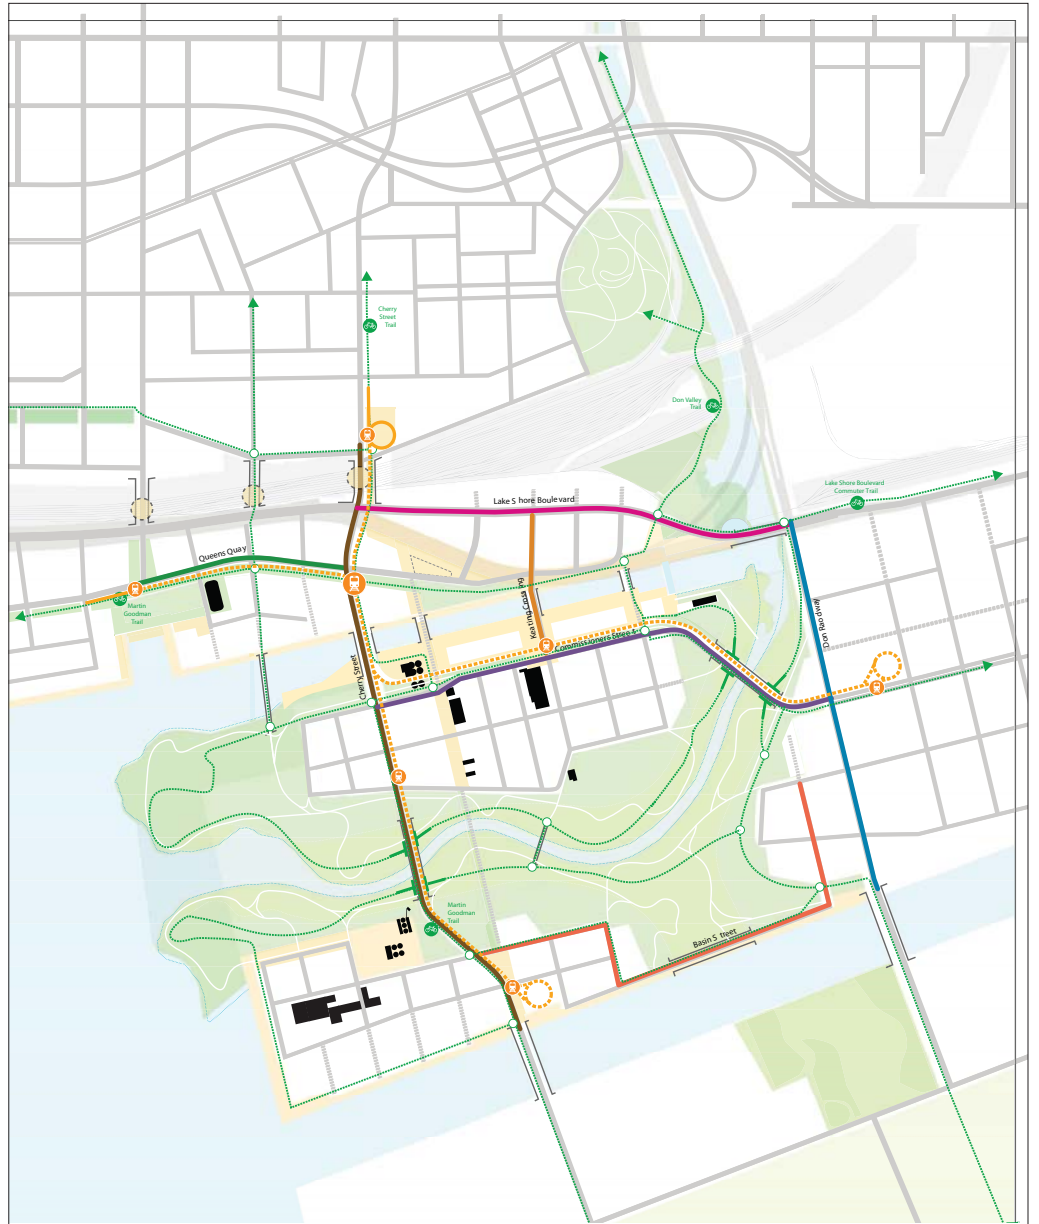 Cherry
Street
Trail
Don Valley
Trail
Lake Shore Boulevard
Lake Shore Boulevard
Commuter Trail
Queens Quay
Martin
Goodman
Trail
Keating Crossing
Commissioners Street
Don Roadway
Cherry Street
Martin
Goodman
Trail
Basin Street